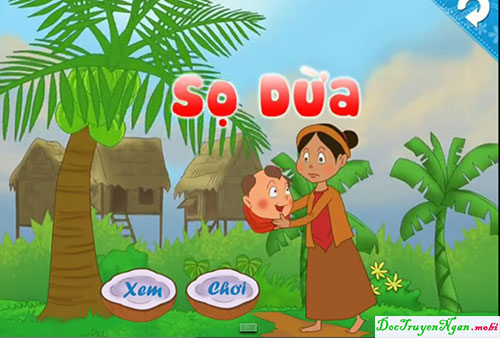 Sọ Dừa
Xem
Chơi
DocTruyenNgan.mobi